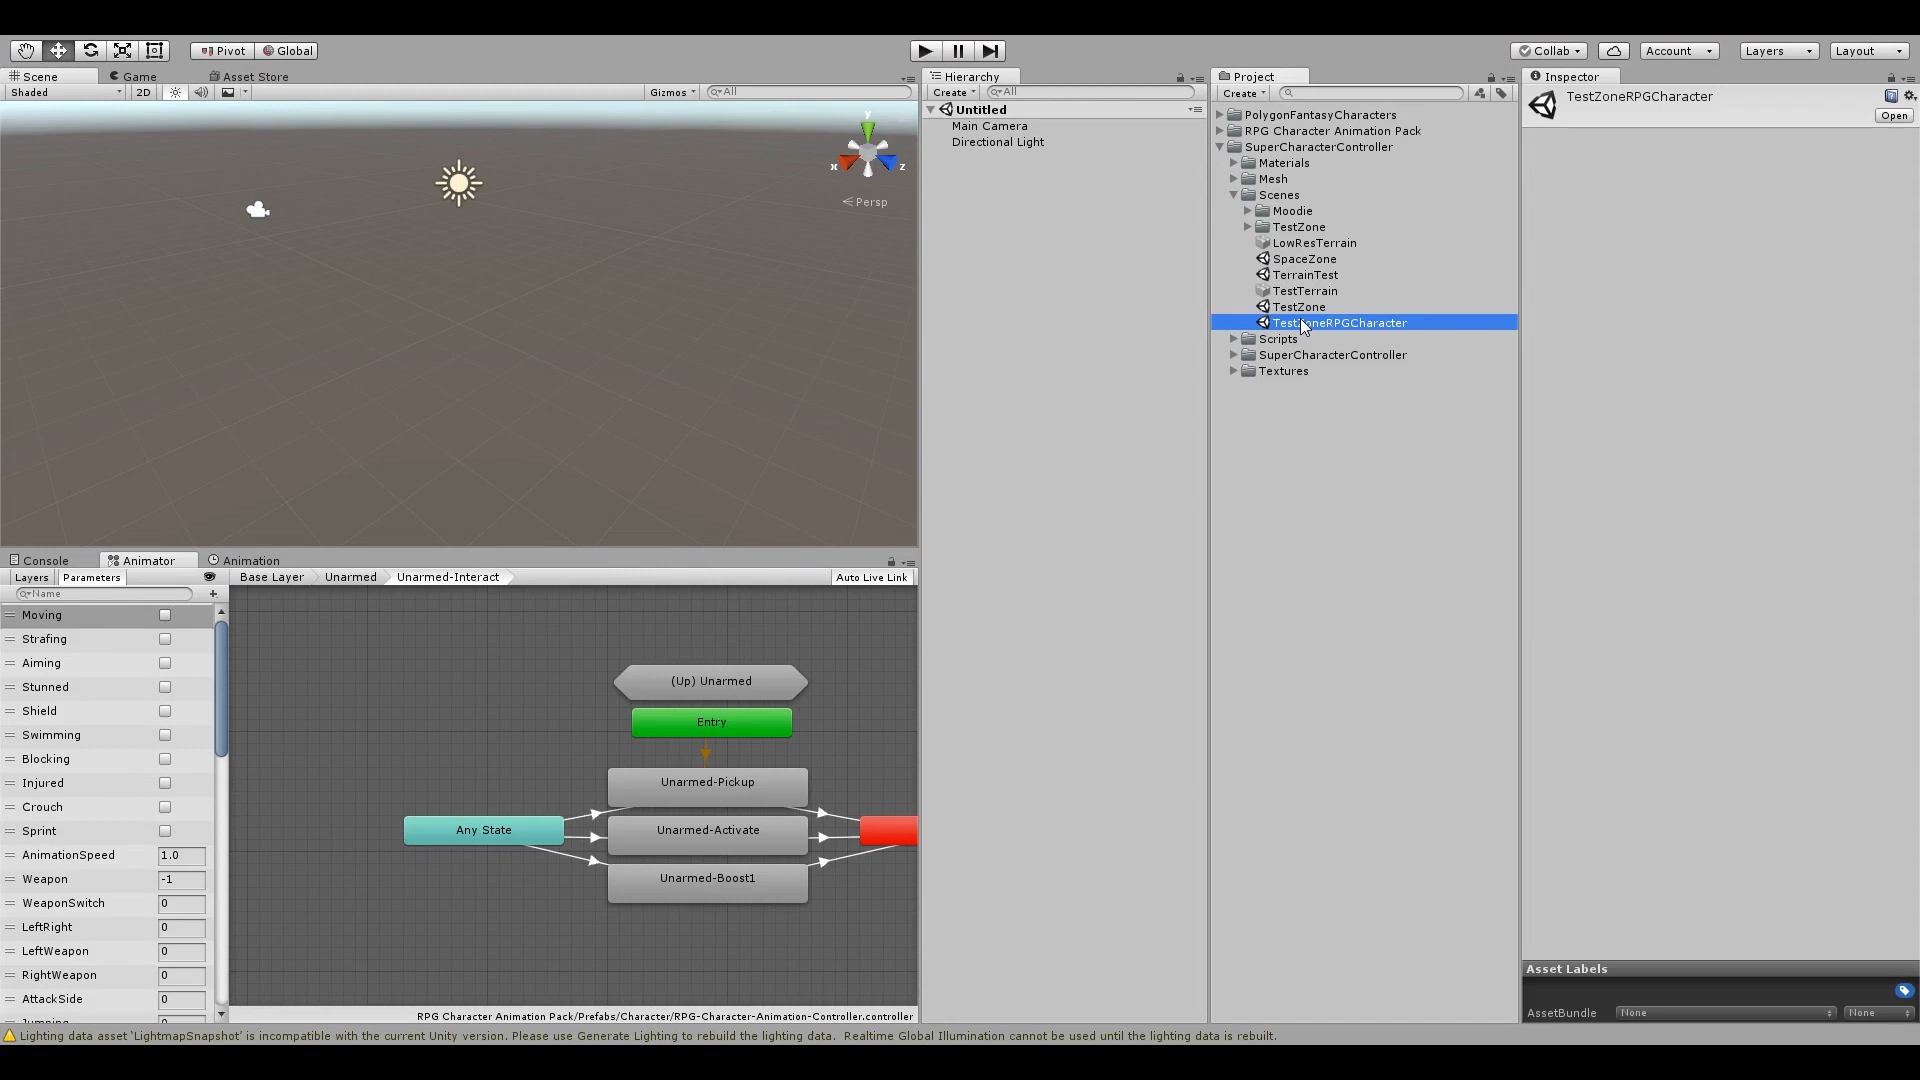 Pivot Global Collab Account Layers Layout
Scene Game Asset Store
Shaded 2D Gizmos All
y
x z
Persp
Hierarchy
Create All
Untitled
Main Camera
Directional Light
Project
Create
PolygonFantasyCharacters
RPG Character Animation Pack
SuperCharacterController
Materials
Mesh
Scenes
Moodie
TestZone
LowResTerrain
SpaceZone
TerrainTest
TestTerrain
TestZone
TestZoneRPGCharacter
Scripts
SuperCharacterController
Textures
Inspector
TestZoneRPGCharacter
Open
Console Animator Animation
Layers Parameters
Base Layer Unarmed Unarmed-Interact Auto Live Link
Name
Moving
Strafing
Aiming
Stunned
Shield
Swimming
Blocking
Injured
Crouch
Sprint
AnimationSpeed 1.0
Weapon -1
WeaponSwitch 0
LeftRight 0
LeftWeapon 0
RightWeapon 0
AttackSide 0
Jumping
(Up) Unarmed
Entry
Unarmed-Pickup
Any State
Unarmed-Activate
Unarmed-Boost1
RPG Character Animation Pack/Prefabs/Character/RPG-Character-Animation-Controller.controller
Asset Labels
AssetBundle None None
Lighting data asset 'LightmapSnapshot' is incompatible with the current Unity version. Please use Generate Lighting to rebuild the lighting data. Realtime Global Illumination cannot be used until the lighting data is rebuilt.